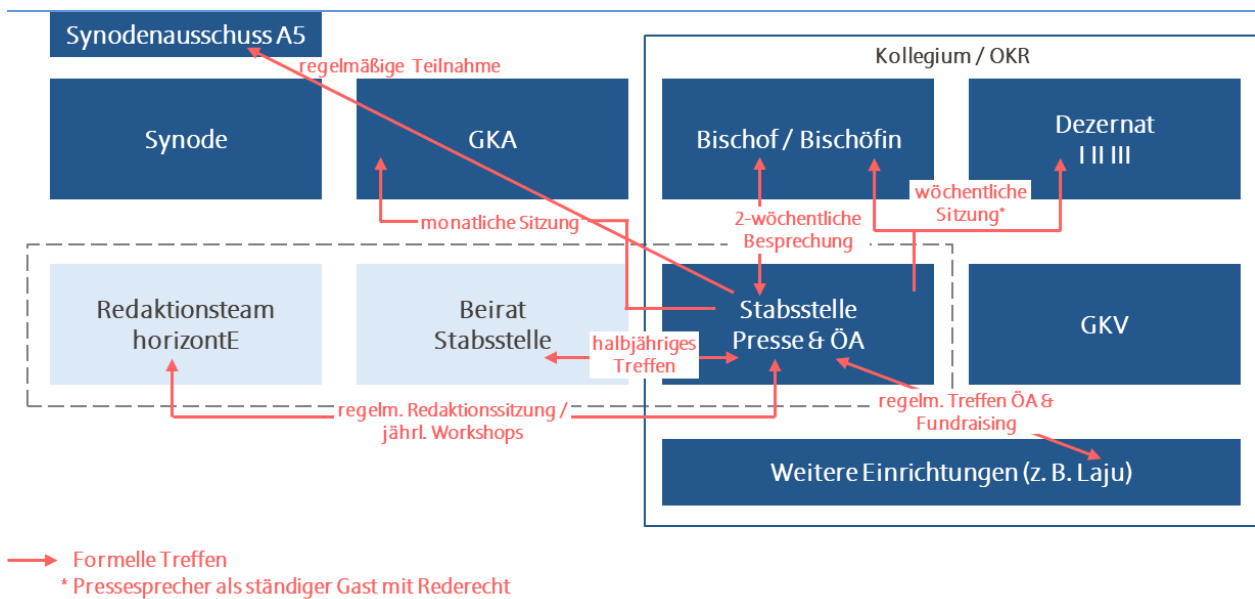 Synodenausschuss A5
regelmäßige Teilnahme
Kollegium / OKR
Synode
GKA
Bischof / Bischöfin
Dezernat
I II III
monatliche Sitzung
2-wöchentliche
Besprechung
wöchentliche
Sitzung*
Redaktionsteam
horizontE
Beirat
Stabsstelle
halbjähriges
Treffen
Stabsstelle
Presse & ÖA
GKV
regelm. Redaktionssitzung /
jährl. Workshops
regelm. Treffen ÖA &
Fundraising
Weitere Einrichtungen (z. B. Laju)
Formelle Treffen
* Pressesprecher als ständiger Gast mit Rederecht